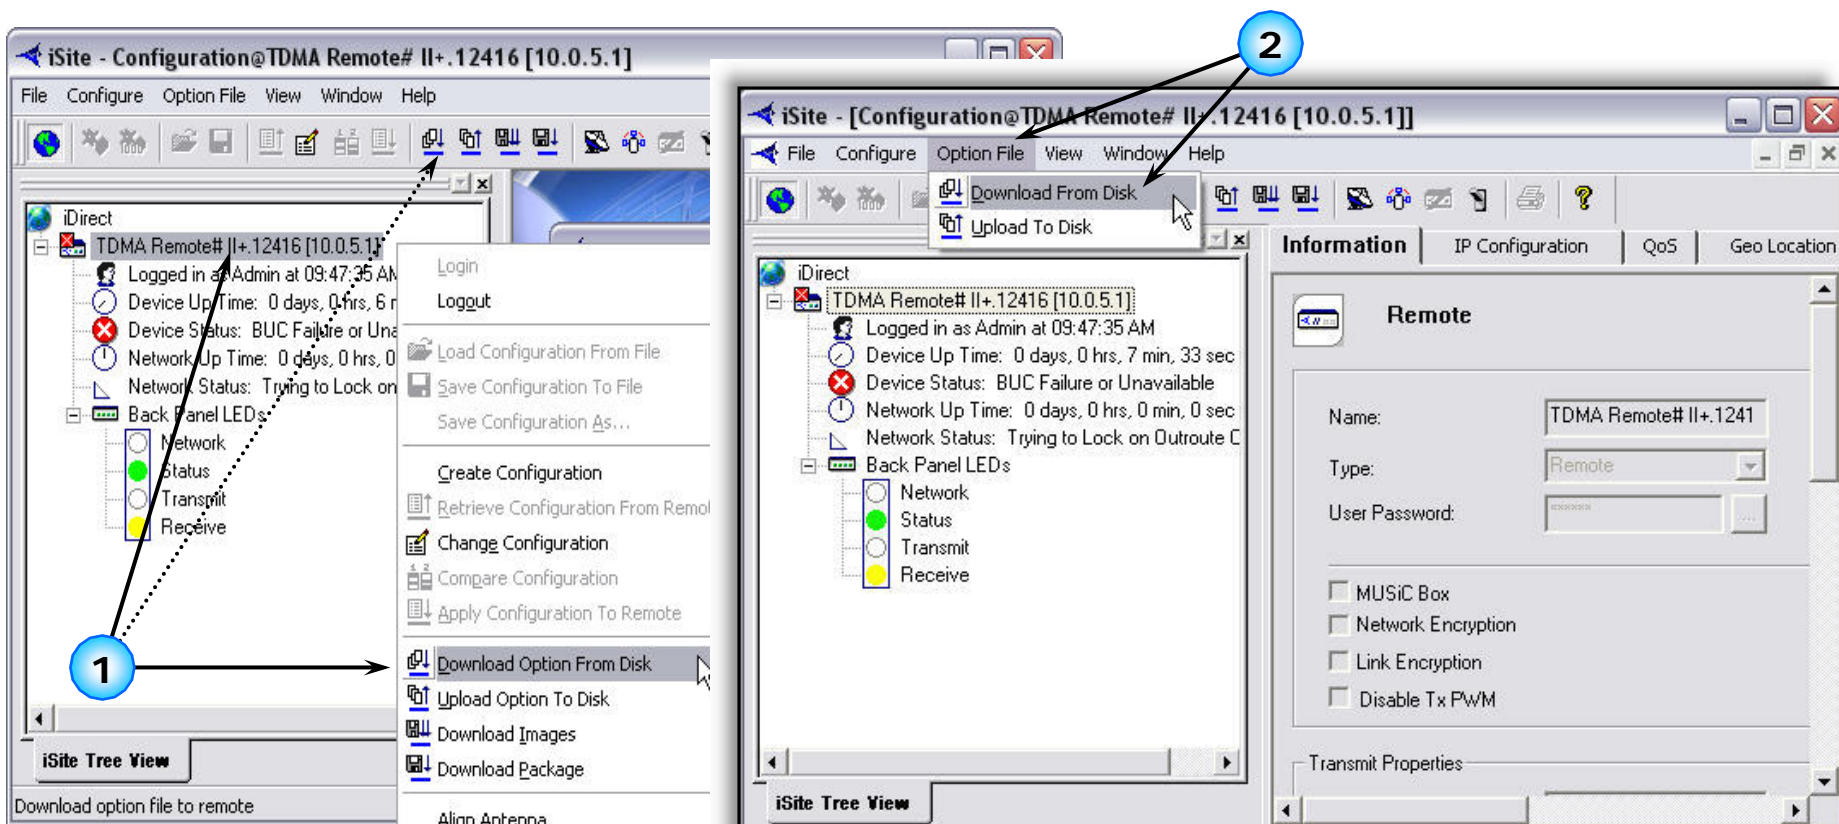 iSite - Configuration@TDMA Remote# II+.12416 [10.0.5.1]
File Configure Option File View Window Help
iDirect
TDMA Remote# II+.12416 [10.0.5.1]
Logged in as Admin at 09:47:35 AM
Device Up Time: 0 days, 0 hrs, 6
Device Status: BUC Failure or Una
Network Up Time: 0 days, 0 hrs, 0
Network Status: Trying to Lock on
Back Panel LEDs
Network
Status
Transmit
Receive
iSite Tree View
Download option file to remote
1
Login
Logout
Load Configuration From File
Save Configuration To File
Save Configuration As...
Create Configuration
Retrieve Configuration From Remo
Change Configuration
Compare Configuration
Apply Configuration To Remote
Download Option From Disk
Upload Option To Disk
Download Images
Download Package
Align Antenna
2
iSite - [Configuration@TDMA Remote# II+.12416 [10.0.5.1]]
File Configure Option File View Window Help
Download From Disk
Upload To Disk
iDirect
TDMA Remote# II+.12416 [10.0.5.1]
Logged in as Admin at 09:47:35 AM
Device Up Time: 0 days, 0 hrs, 7 min, 33 sec
Device Status: BUC Failure or Unavailable
Network Up Time: 0 days, 0 hrs, 0 min, 0 sec
Network Status: Trying to Lock on Outroute C
Back Panel LEDs
Network
Status
Transmit
Receive
iSite Tree View
Information IP Configuration QoS Geo Location
Remote
Name: TDMA Remote# II+.1241
Type: Remote
User Password: xxxxxx ...
MUSiC Box
Network Encryption
Link Encryption
Disable Tx PWM
Transmit Properties